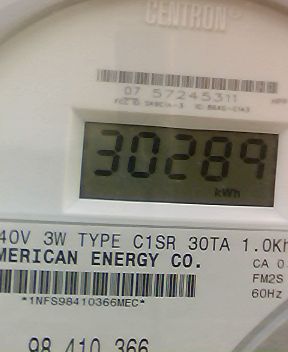 CENTRON®
07 57245311
30289
kWh
40V 3W TYPE C1SR 30TA 1.0Kh
MERICAN ENERGY CO.
CA 0.
FM2S
60Hz
*1NFS98410366MEC*
98 410 366